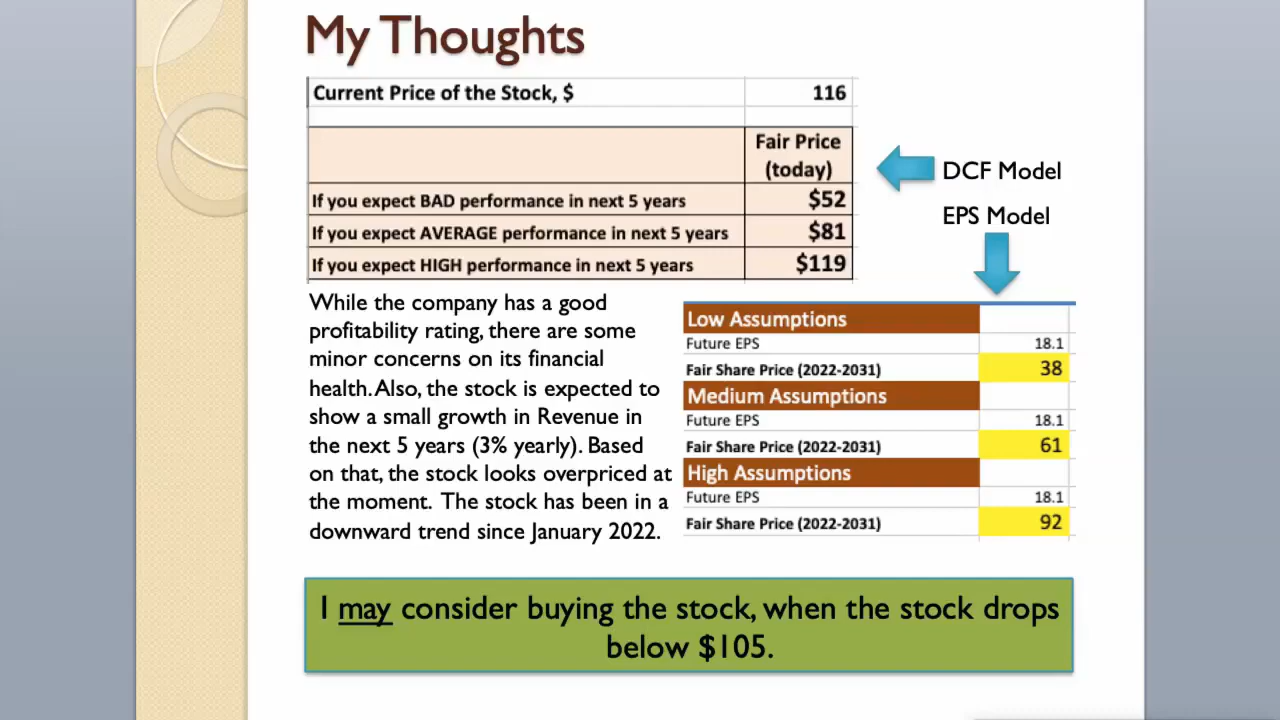 My Thoughts
Current Price of the Stock, $ 116
Fair Price
(today)
If you expect BAD performance in next 5 years $52
If you expect AVERAGE performance in next 5 years $81
If you expect HIGH performance in next 5 years $119
DCF Model
EPS Model
While the company has a good
profitability rating, there are some
minor concerns on its financial
health. Also, the stock is expected to
show a small growth in Revenue in
the next 5 years (3% yearly). Based
on that, the stock looks overpriced at
the moment. The stock has been in a
downward trend since January 2022.
Low Assumptions
Future EPS 18.1
Fair Share Price (2022-2031) 38
Medium Assumptions
Future EPS 18.1
Fair Share Price (2022-2031) 61
High Assumptions
Future EPS 18.1
Fair Share Price (2022-2031) 92
I may consider buying the stock, when the stock drops
below $105.